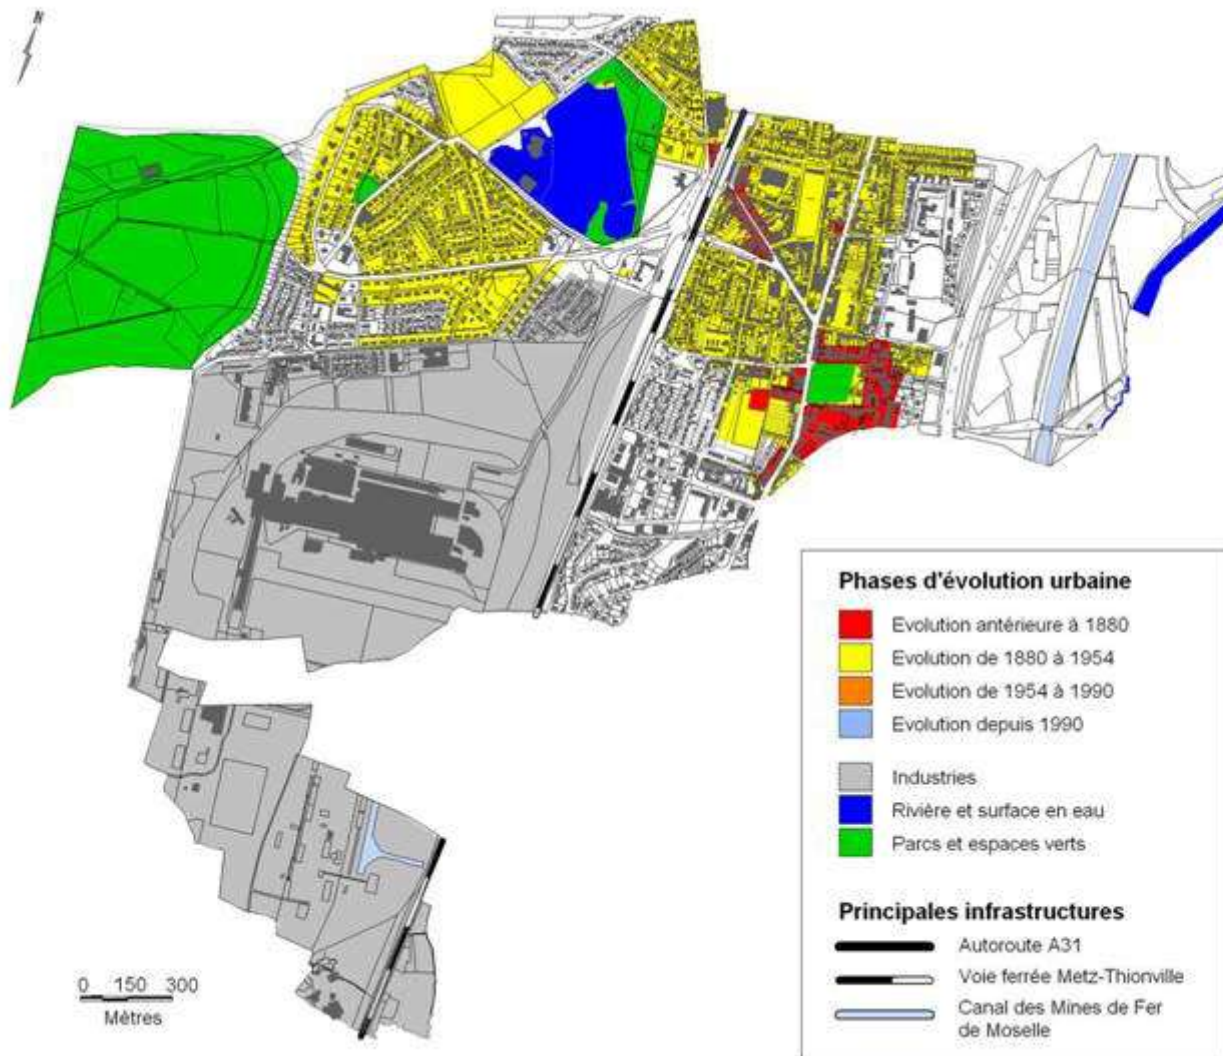 N
Phases d'évolution urbaine
Evolution antérieure à 1880
Evolution de 1880 à 1954
Evolution de 1954 à 1990
Evolution depuis 1990
Industries
Rivière et surface en eau
Parcs et espaces verts
Principales infrastructures
Autoroute A31
Voie ferrée Metz-Thionville
Canal des Mines de Fer
de Moselle
0 150 300
Mètres